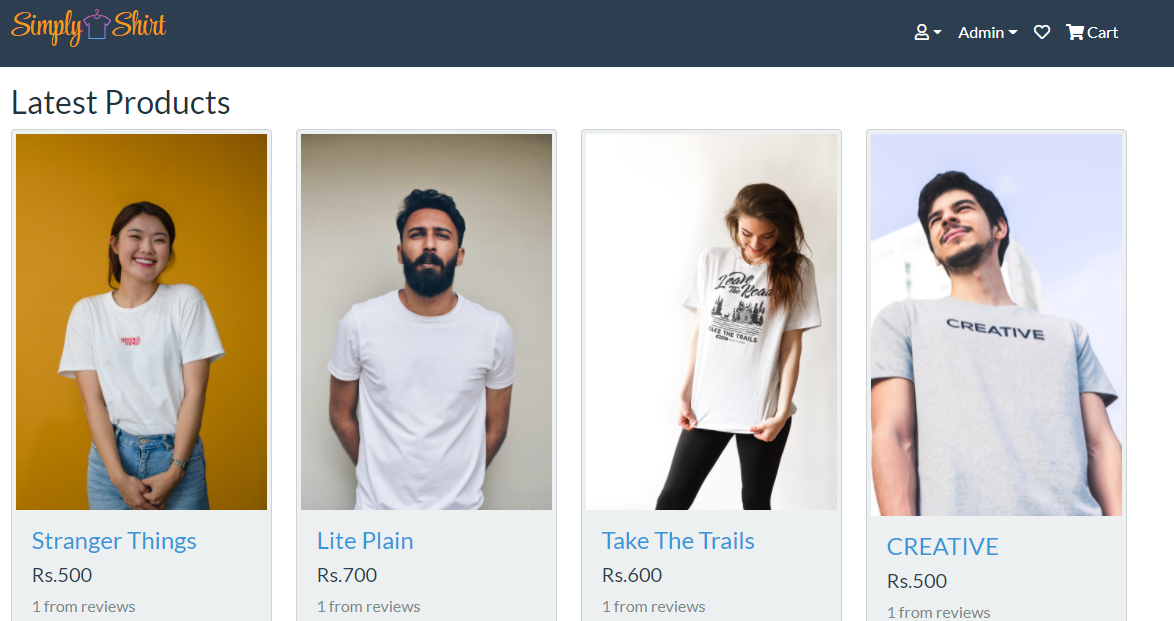 Simply Shirt
Admin
Cart
Latest Products
STRANGER
THINGS
Leave
The Road
TAKE THE TRAILS
CREATIVE
Stranger Things
Rs.500
1 from reviews
Lite Plain
Rs.700
1 from reviews
Take The Trails
Rs.600
1 from reviews
CREATIVE
Rs.500
1 from reviews